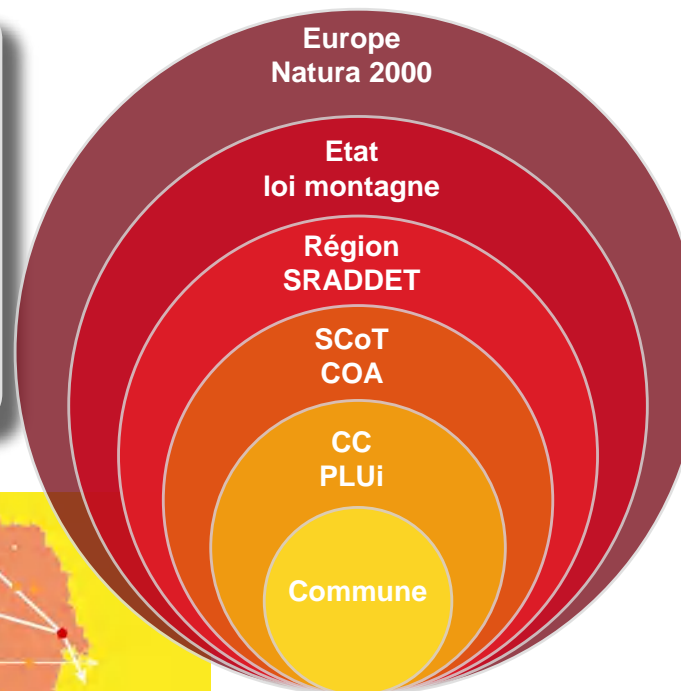 Europe
Natura 2000
Etat
loi montagne
Région
SRADDET
SCoT
COA
CC
PLUi
Commune